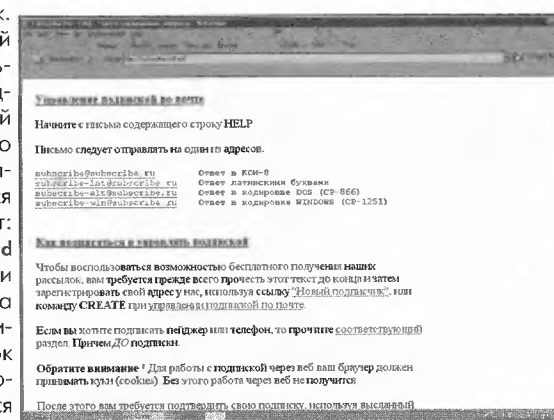 к.
й
ь-
д-
й
о
и-
ся
т:
d
и
а
и-
ок
о-
ся
Управление подпиской по почте
Начните с письма содержащего строку HELP
Письмо следует отправлять на один из адресов.
subscribe@subscribe.ru Ответ в КОИ-8
subscribe-lat@subscribe.ru Ответ латинскими буквами
subscribe-alt@subscribe.ru Ответ в кодировке DOS (CP-866)
subscribe-win@subscribe.ru Ответ в кодировке WINDOWS (CP-1251)
Как подписаться и управлять подпиской
Чтобы воспользоваться возможностью бесплатного получения наших
рассылок, вам требуется прежде всего прочесть этот текст до конца и затем
зарегистрировать свой адрес у нас, используя ссылку "Новый подписчик", или
команду CREATE при управлении подпиской по почте.
Если вы хотите подписать пейджер или телефон, то прочтите соответствующий
раздел. Причем ДО подписки.
Обратите внимание ! Для работы с подпиской через веб ваш браузер должен
принимать куки (cookies). Без этого работа через веб не получится
После этого вам требуется подтвердить свою подписку, используя высланный